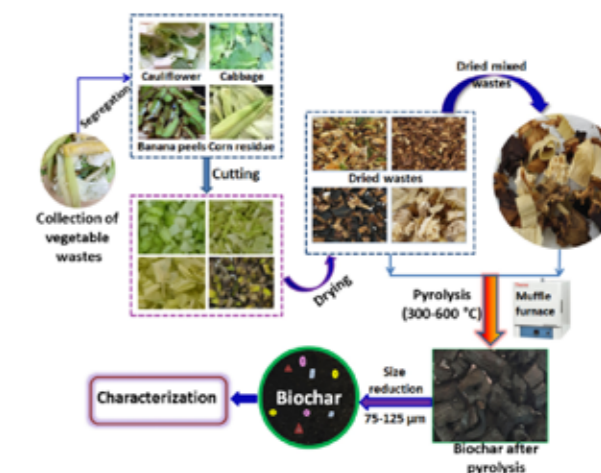 Collection of
vegetable
wastes
Segregation
Cauliflower
Cabbage
Banana peels
Corn residue
Cutting
Drying
Dried wastes
Dried mixed
wastes
Pyrolysis
(300-600 °C)
Muffle
furnace
Biochar after
pyrolysis
Size
reduction
75-125 µm
Biochar
Characterization